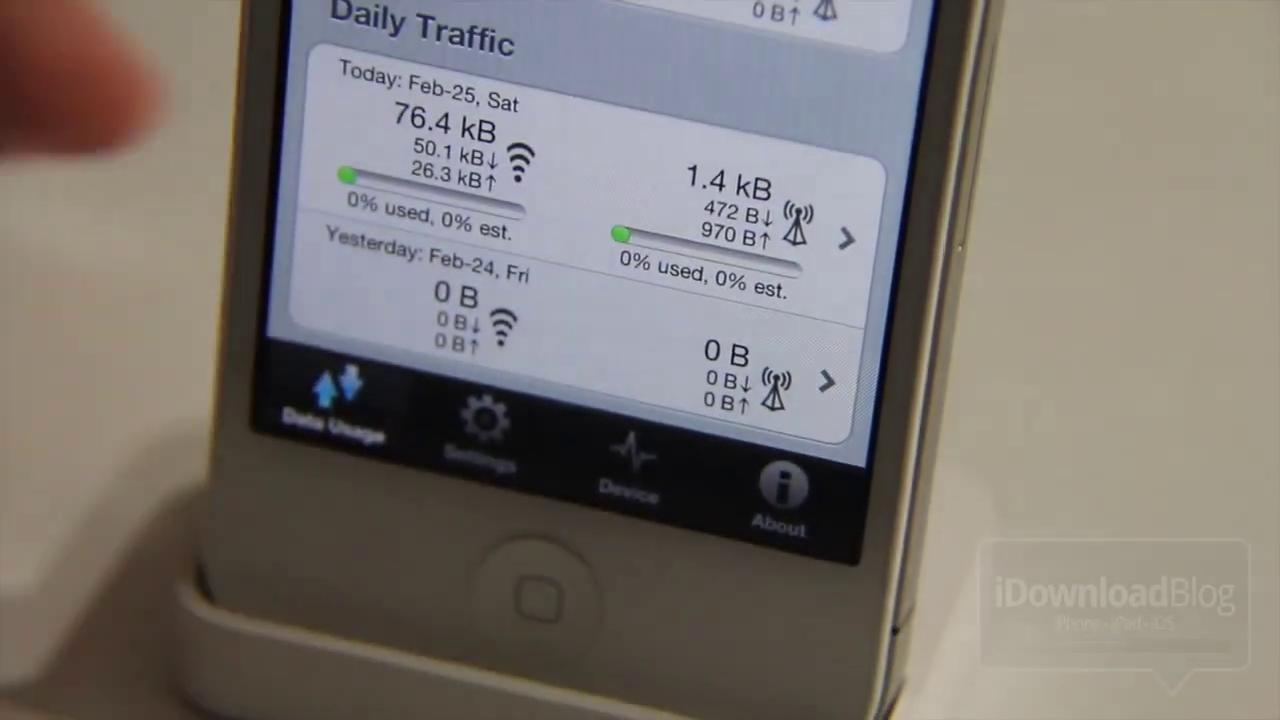 0 B↑
Daily Traffic
Today: Feb-25, Sat
76.4 kB
50.1 kB↓
26.3 kB↑
0% used, 0% est.
1.4 kB
472 B↓
970 B↑
0% used, 0% est.
Yesterday: Feb-24, Fri
0 B
0 B↓
0 B↑
0 B
0 B↓
0 B↑
Data Usage
Settings
Device
About
iDownloadBlog
iPhone - iPad - iOS